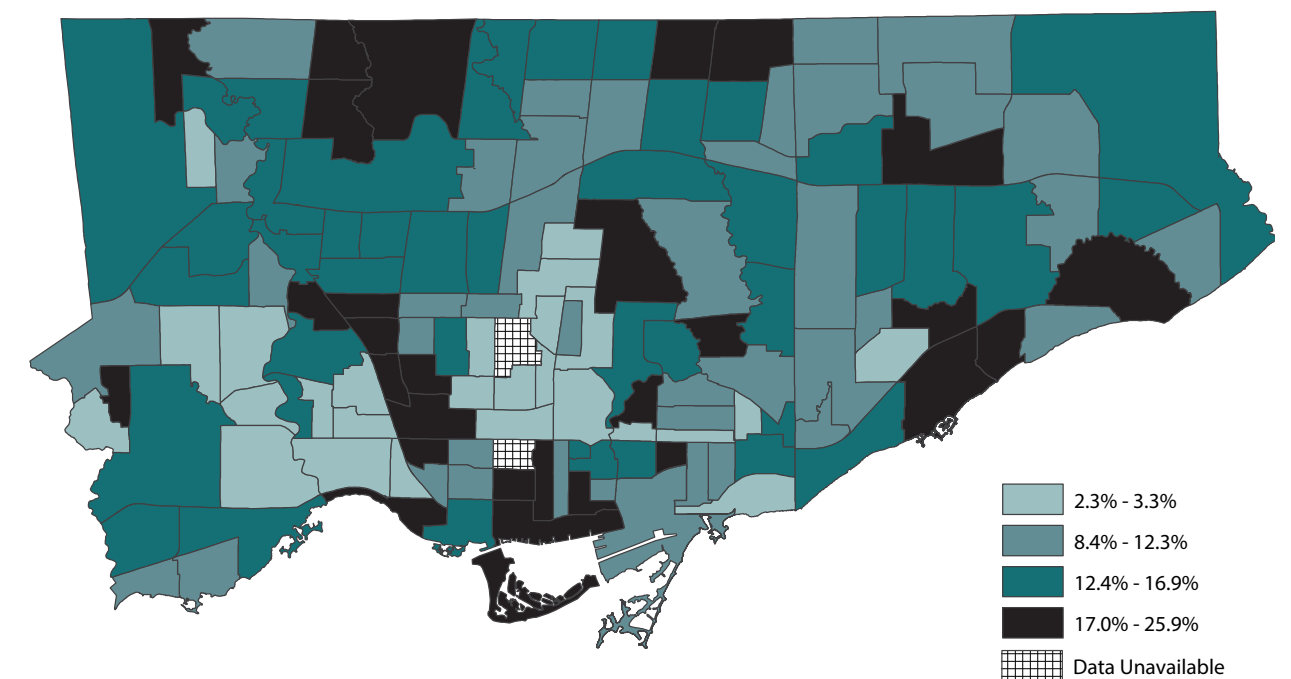 2.3% - 3.3%
8.4% - 12.3%
12.4% - 16.9%
17.0% - 25.9%
Data Unavailable